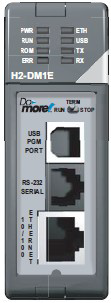 PWR ETH
RUN USB
ROM TX
ERR RX
H2-DM1E
Do-
more!
TERM
RUN STOP
USB
PGM
PORT
RS-232
SERIAL
10/100
ETHERNET